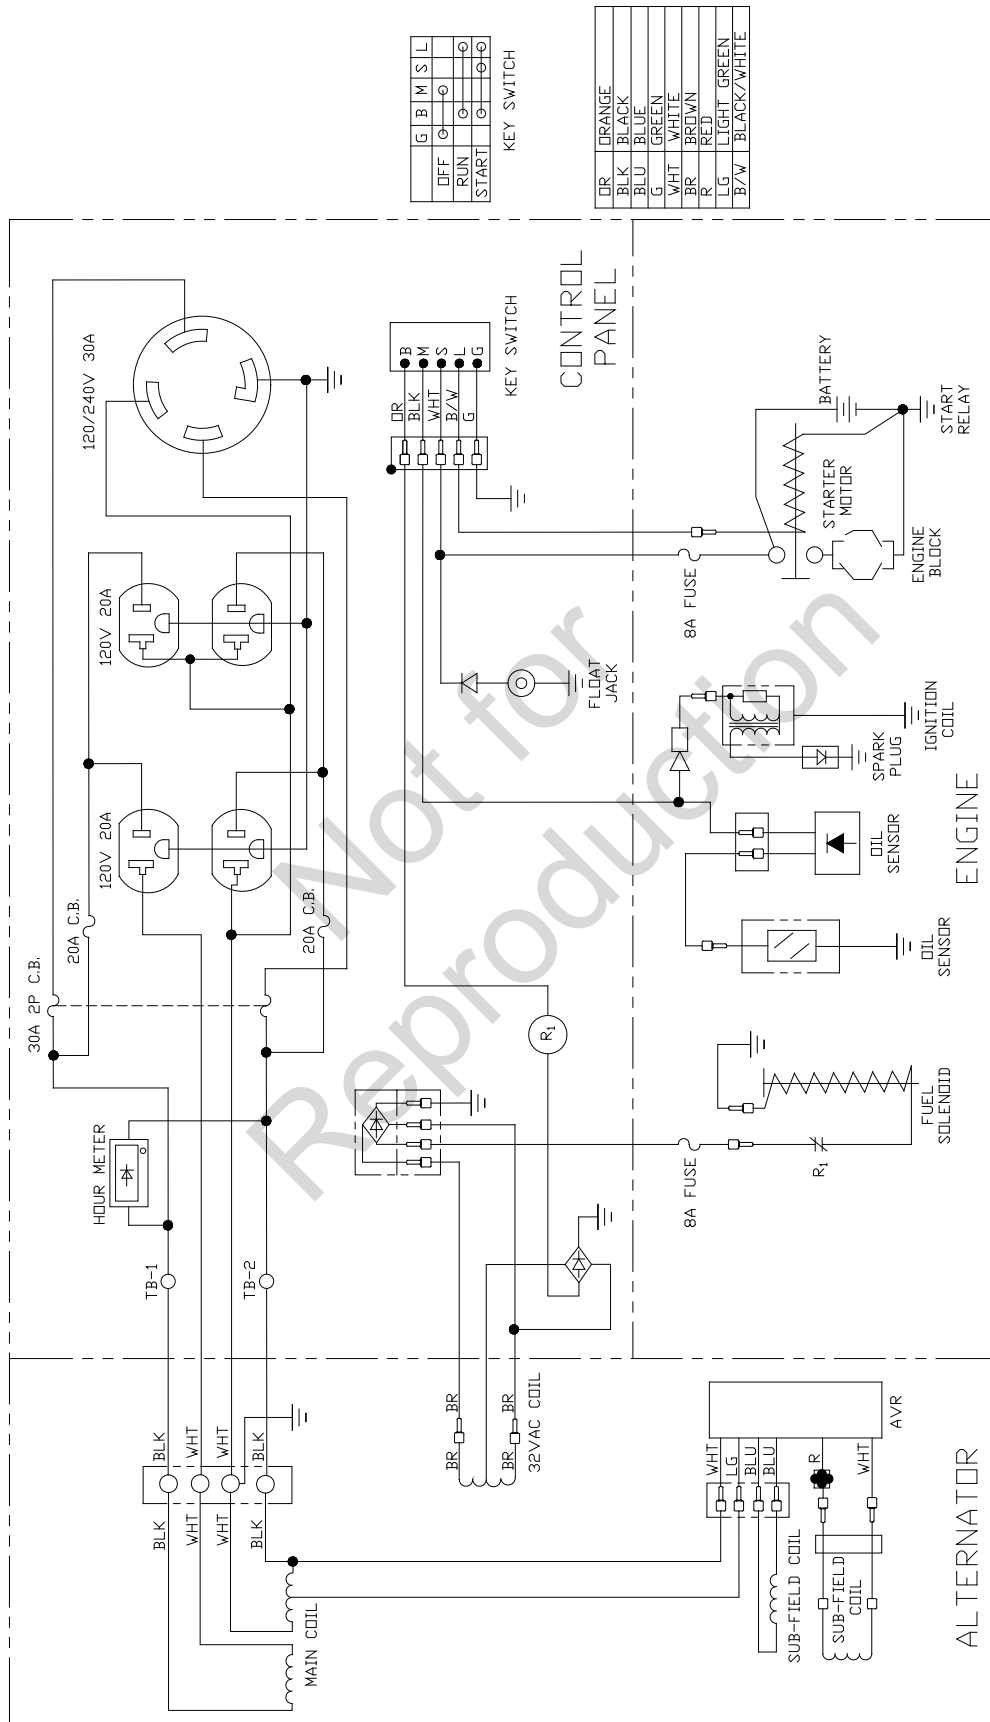 G B M S L
OFF
RUN
START
KEY SWITCH
OR ORANGE
BLK BLACK
BLU BLUE
G GREEN
WHT WHITE
BR BROWN
R RED
LG LIGHT GREEN
B/W BLACK/WHITE
120/240V 30A
120V 20A
120V 20A
20A C.B.
20A C.B.
30A 2P C.B.
HOUR METER
TB-1
TB-2
BLK
WHT
WHT
BLK
BLK
WHT
WHT
BLK
MAIN COIL
B
M
S
L
G
OR
BLK
WHT
B/W
G
KEY SWITCH
CONTROL
PANEL
FLOAT
JACK
R1
BR BR
BR BR
32VAC COIL
BATTERY
START
RELAY
STARTER
MOTOR
ENGINE
BLOCK
8A FUSE
IGNITION
COIL
SPARK
PLUG
OIL
SENSOR
OIL
SENSOR
FUEL
SOLENOID
R1
8A FUSE
ENGINE
WHT
LG
BLU
BLU
R
WHT
AVR
SUB-FIELD COIL
SUB-FIELD
COIL
ALTERNATOR
Not for
Reproduction